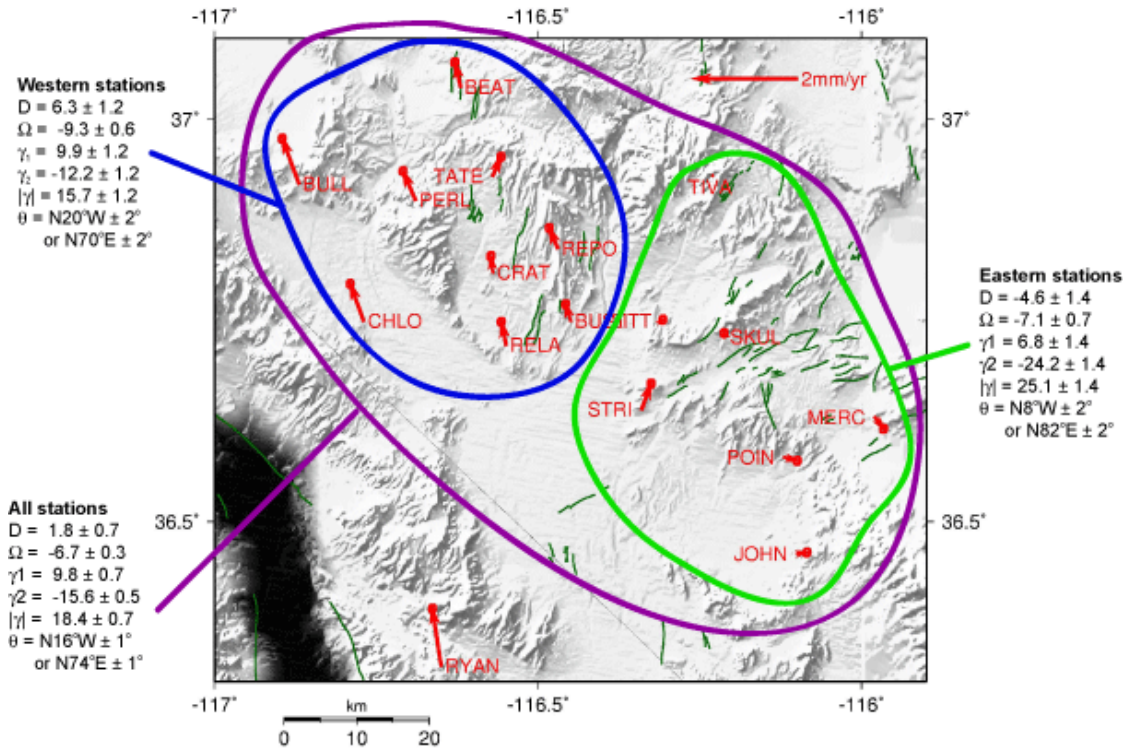 -117°
-116.5°
-116°
37°
37°
36.5°
36.5°
-117°
-116.5°
-116°
Western stations
D = 6.3 ± 1.2
Ω = -9.3 ± 0.6
γ₁ = 9.9 ± 1.2
γ₂ = -12.2 ± 1.2
|γ| = 15.7 ± 1.2
θ = N20°W ± 2°
or N70°E ± 2°
BEAT
2mm/yr
BULL
PERL
TATE
TIVA
REPO
CRAT
CHLO
RELA
BUSTITT
SKUL
STRI
MERC
POIN
JOHN
RYAN
Eastern stations
D = -4.6 ± 1.4
Ω = -7.1 ± 0.7
γ1 = 6.8 ± 1.4
γ2 = -24.2 ± 1.4
|γ| = 25.1 ± 1.4
θ = N8°W ± 2°
or N82°E ± 2°
All stations
D = 1.8 ± 0.7
Ω = -6.7 ± 0.3
γ1 = 9.8 ± 0.7
γ2 = -15.6 ± 0.5
|γ| = 18.4 ± 0.7
θ = N16°W ± 1°
or N74°E ± 1°
km
0 10 20